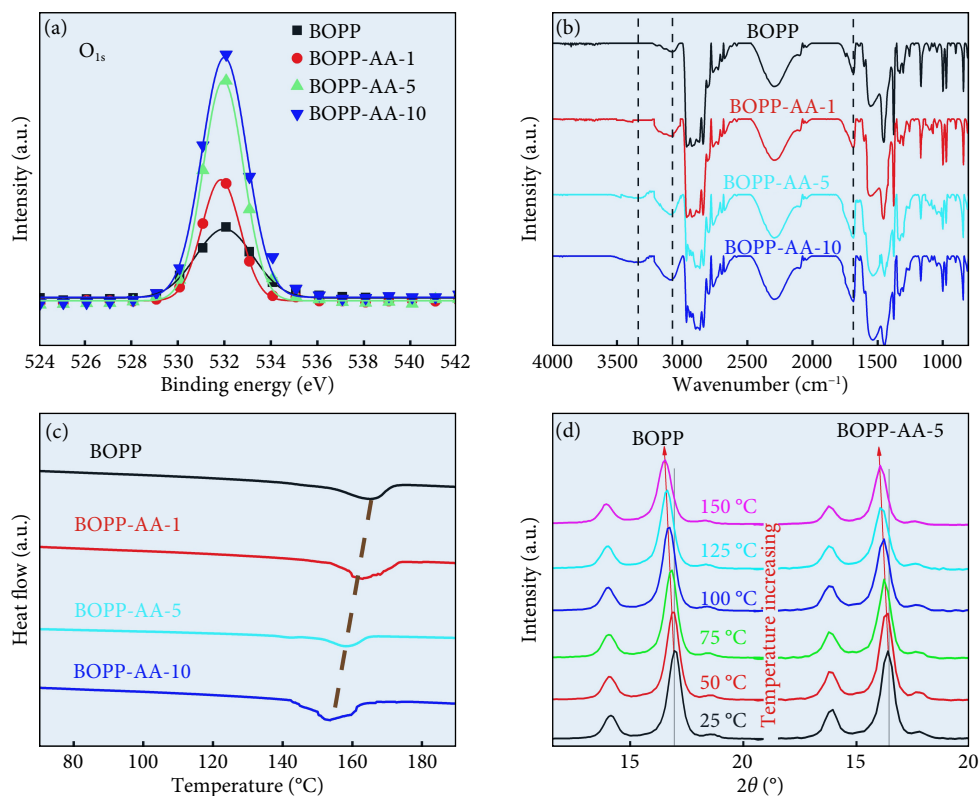 (a)
O1s
BOPP
BOPP-AA-1
BOPP-AA-5
BOPP-AA-10
Intensity (a.u.)
524 526 528 530 532 534 536 538 540 542
Binding energy (eV)
(b)
BOPP
BOPP-AA-1
BOPP-AA-5
BOPP-AA-10
Intensity (a.u.)
4000 3500 3000 2500 2000 1500 1000
Wavenumber (cm⁻¹)
(c)
BOPP
BOPP-AA-1
BOPP-AA-5
BOPP-AA-10
Heat flow (a.u.)
80 100 120 140 160 180
Temperature (°C)
(d)
BOPP
BOPP-AA-5
150 °C
125 °C
100 °C
75 °C
50 °C
25 °C
Temperature increasing
Intensity (a.u.)
15 20 15 20
2θ (°)